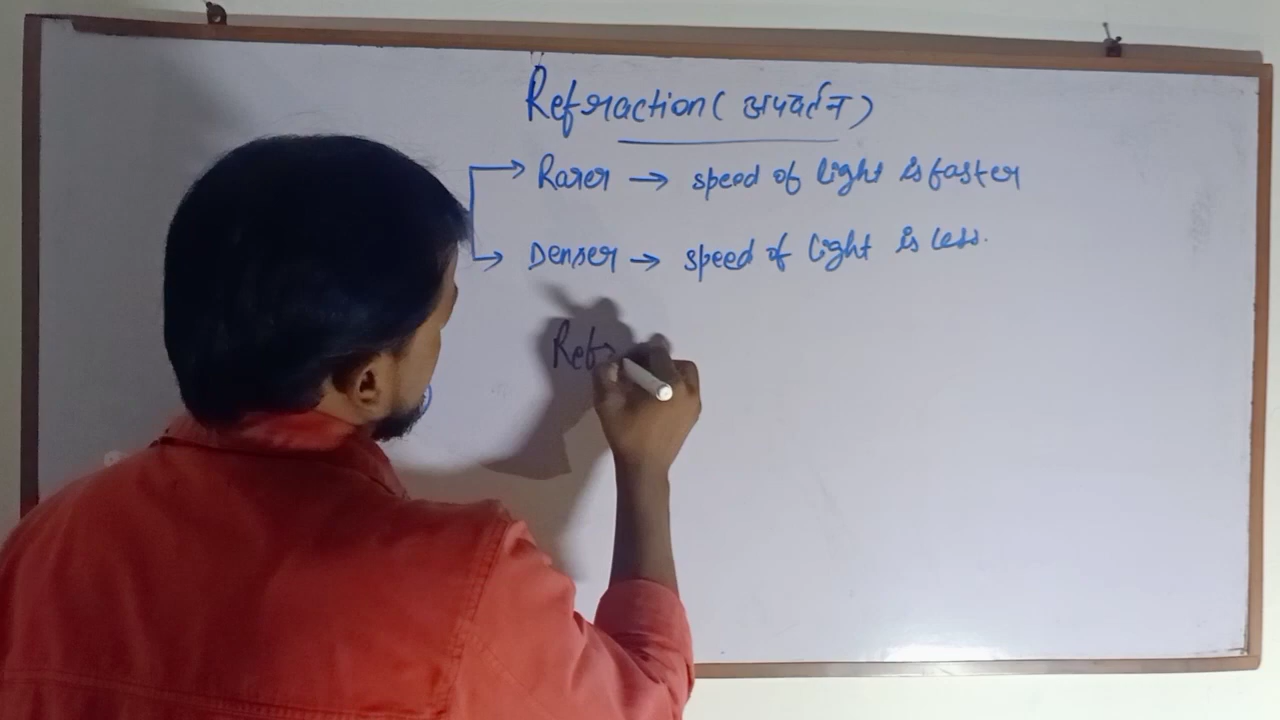 Refraction (अपवर्तन)
Rarer → speed of light is faster
Denser → speed of light is less.
Ref